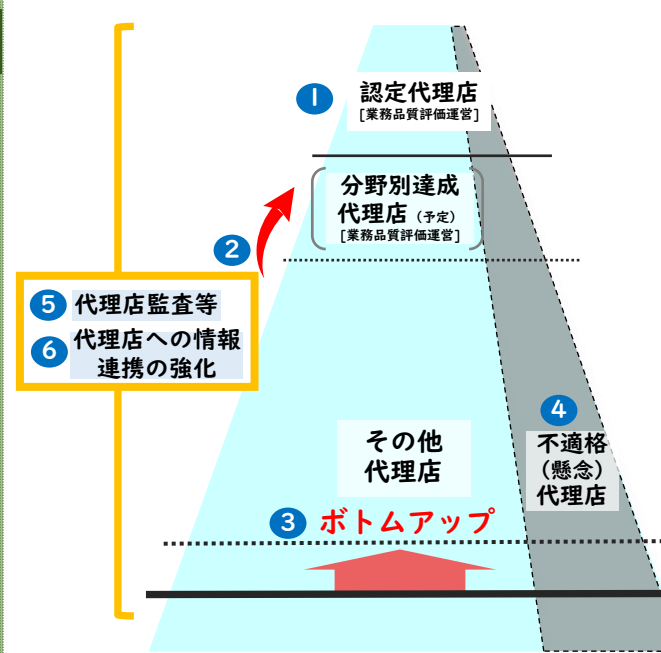 1 認定代理店
[業務品質評価運営]
分野別達成
代理店（予定）
[業務品質評価運営]
2
5 代理店監査等
6 代理店への情報
連携の強化
4
不適格
（懸念）
代理店
その他
代理店
3 ボトムアップ